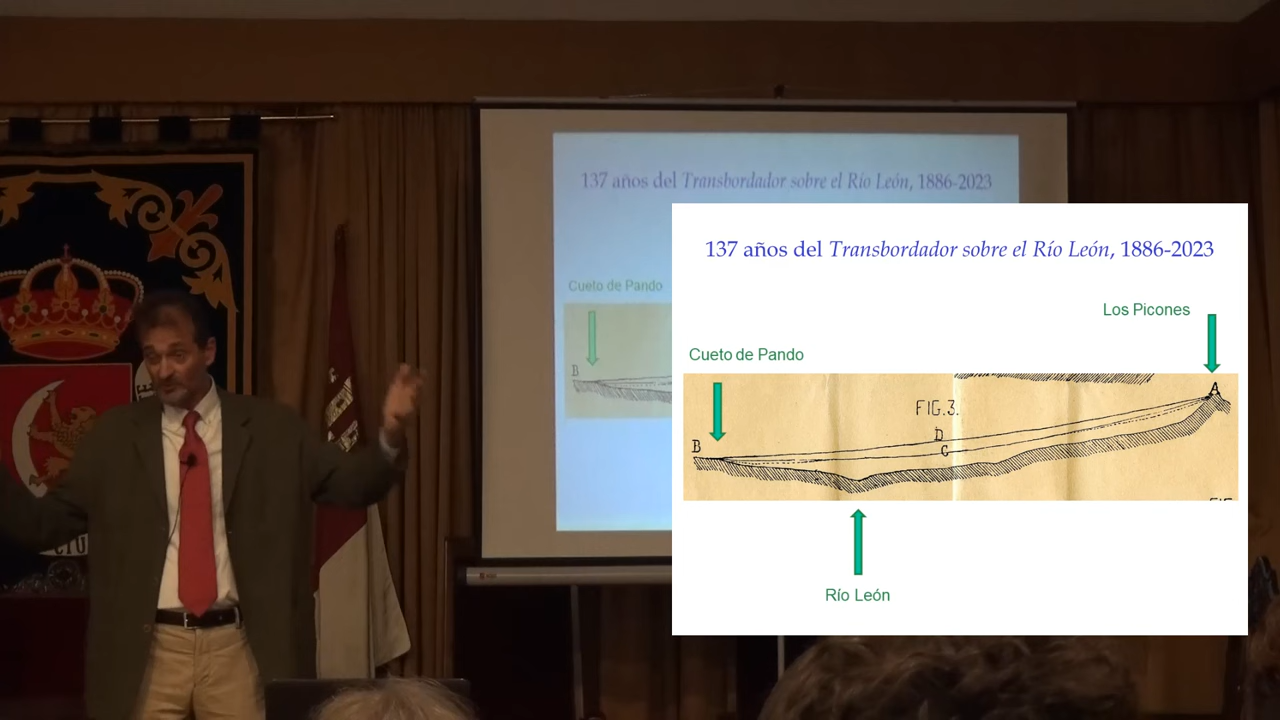 137 años del Transbordador sobre el Río León, 1886-2023
Cueto de Pando
B
137 años del Transbordador sobre el Río León, 1886-2023
Los Picones
Cueto de Pando
A
FIG.3.
D
B
C
Río León